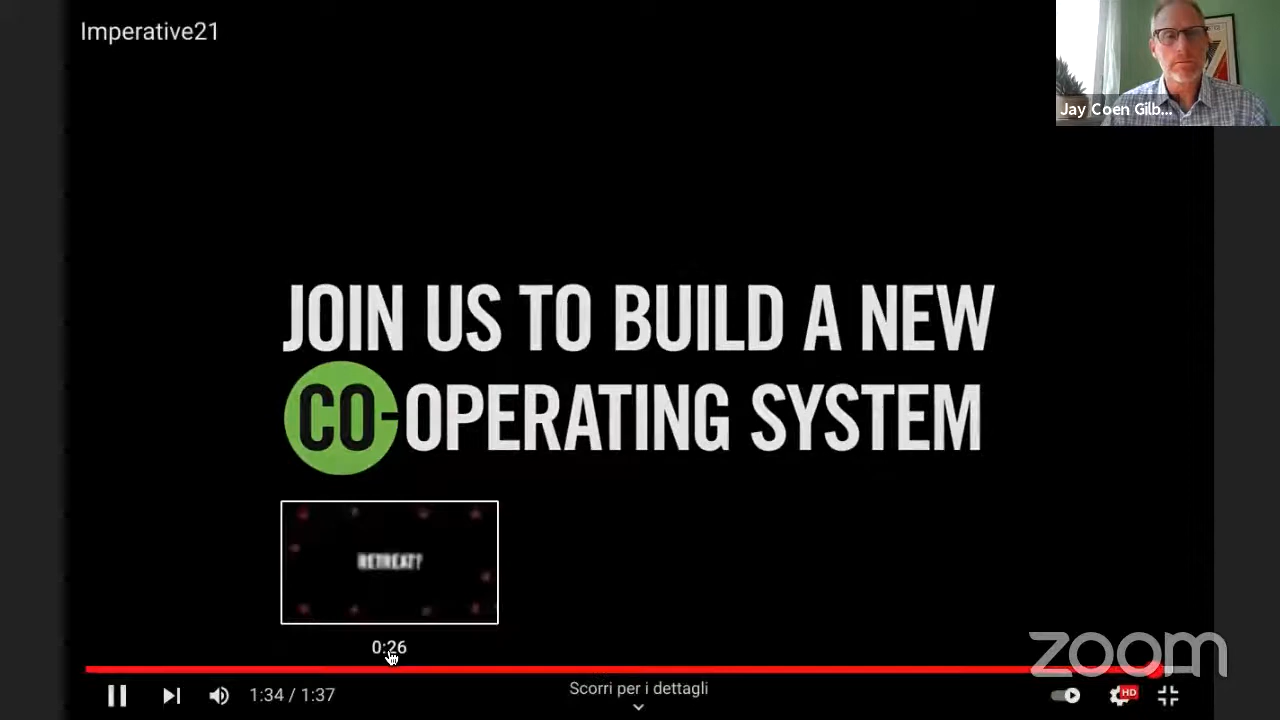 Imperative21
Jay Coen Gilb...
JOIN US TO BUILD A NEW
CO-OPERATING SYSTEM
RETREAT?
0:26
zoom
1:34 / 1:37
Scorri per i dettagli
HD